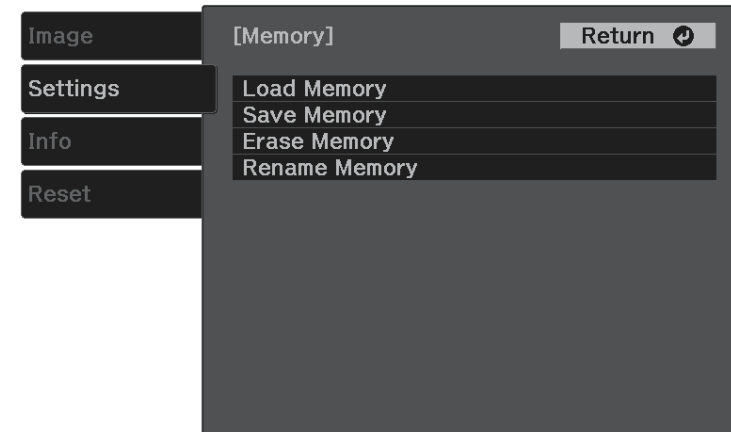 Image
Settings
Info
Reset
[Memory]
Return
Load Memory
Save Memory
Erase Memory
Rename Memory